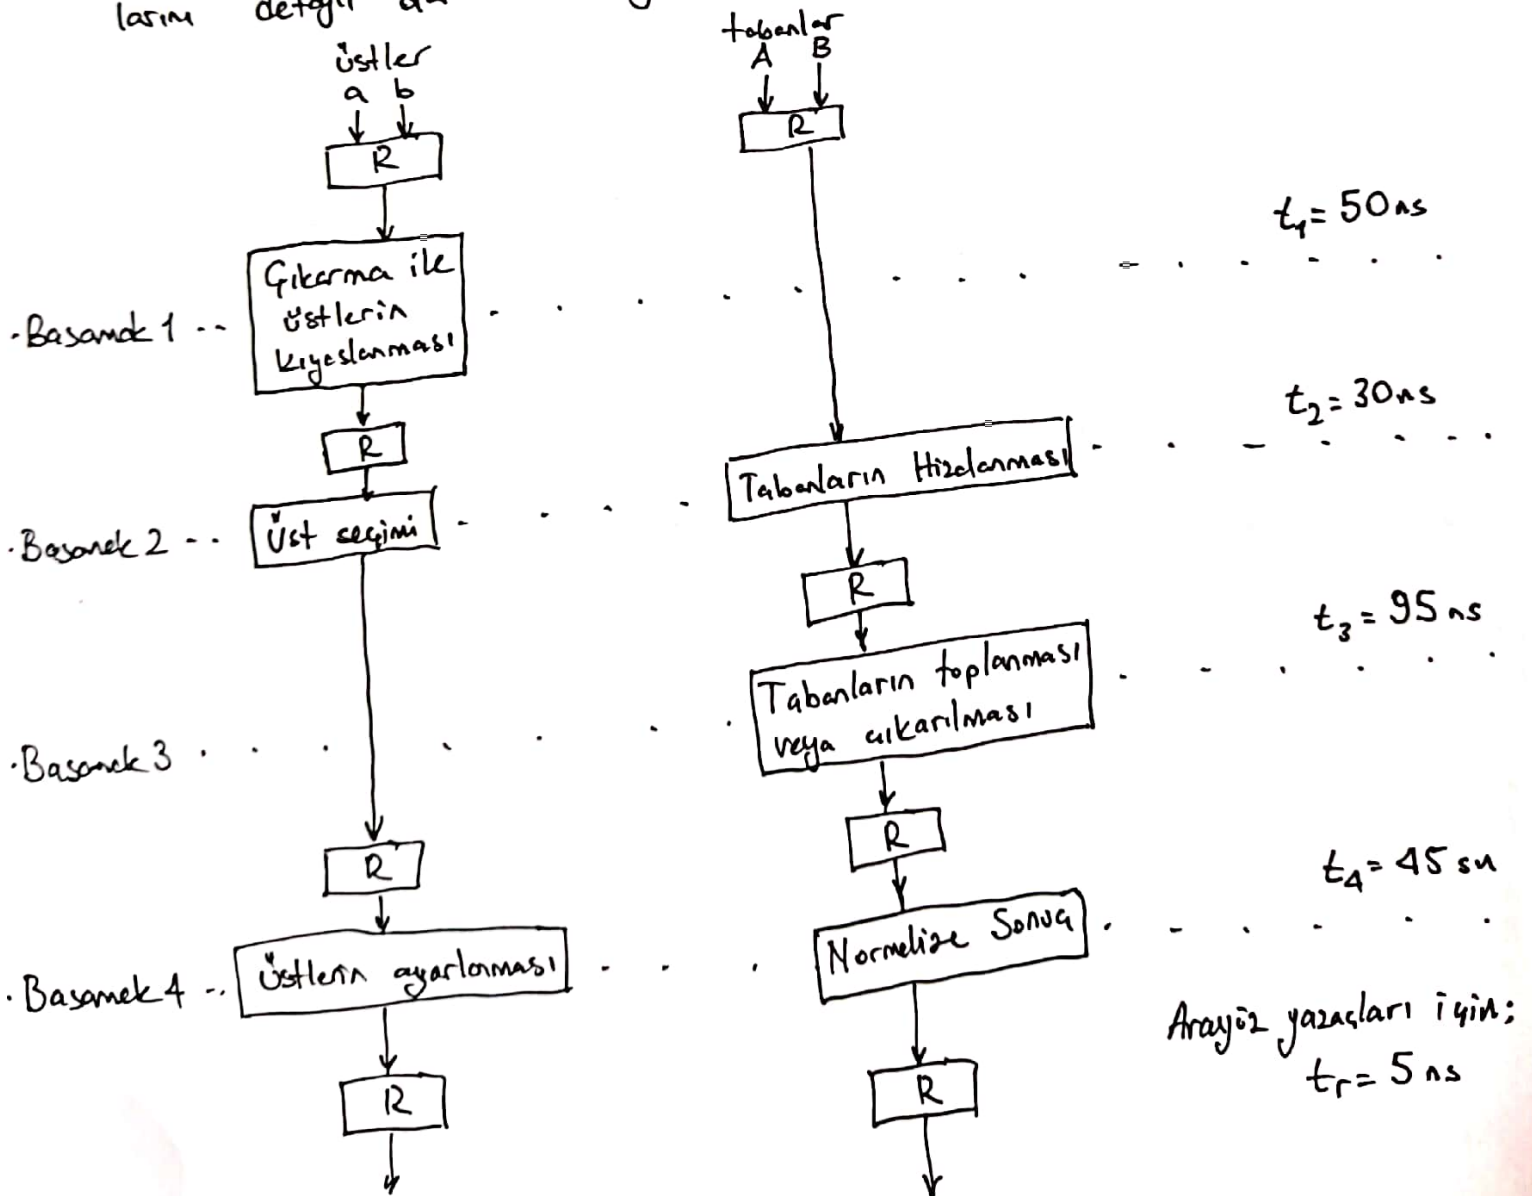 larını detaylı
üstler
a b
R
tabanlar
A B
R
t₁= 50ns
Çıkarma ile
üstlerin
kıyaslanması
·Basamak 1 --
R
t₂= 30ns
Tabanların Hizalanması
·Basamak 2 --
Üst seçimi
R
t₃= 95 ns
Tabanların toplanması
veya çıkarılması
·Basamak 3
R
R
t₄= 45 sn
·Basamak 4 --
Üstlerin ayarlanması
Normalize Sonuç
Arayüz yazaçları için;
tᵣ= 5 ns
R
R